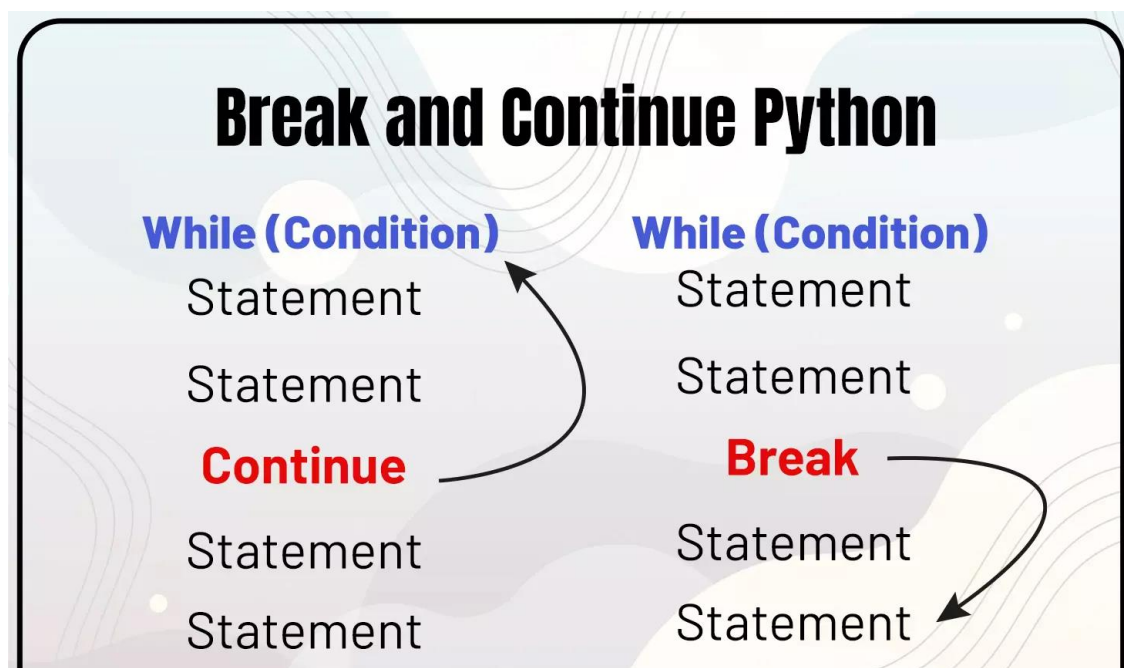 Break and Continue Python
While (Condition)
Statement
Statement
Continue
Statement
Statement
While (Condition)
Statement
Statement
Break
Statement
Statement